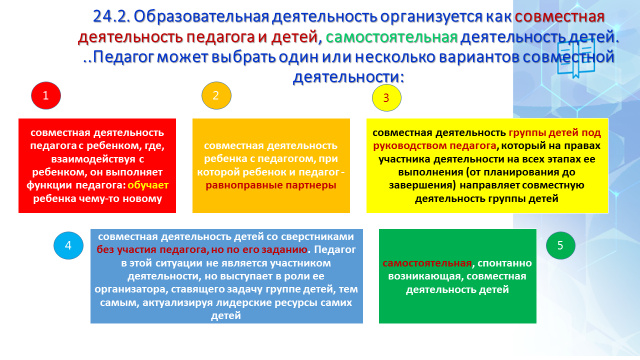 24.2. Образовательная деятельность организуется как совместная
деятельность педагога и детей, самостоятельная деятельность детей.
..Педагог может выбрать один или несколько вариантов совместной
деятельности:
1
2
3
совместная деятельность
педагога с ребенком, где,
взаимодействуя с
ребенком, он выполняет
функции педагога: обучает
ребенка чему-то новому
совместная деятельность
ребенка с педагогом, при
которой ребенок и педагог -
равноправные партнеры
совместная деятельность группы детей под
руководством педагога, который на правах
участника деятельности на всех этапах ее
выполнения (от планирования до
завершения) направляет совместную
деятельность группы детей
4
совместная деятельность детей со сверстниками
без участия педагога, но по его заданию. Педагог
в этой ситуации не является участником
деятельности, но выступает в роли ее
организатора, ставящего задачу группе детей, тем
самым, актуализируя лидерские ресурсы самих
детей
5
самостоятельная, спонтанно
возникающая, совместная
деятельность детей